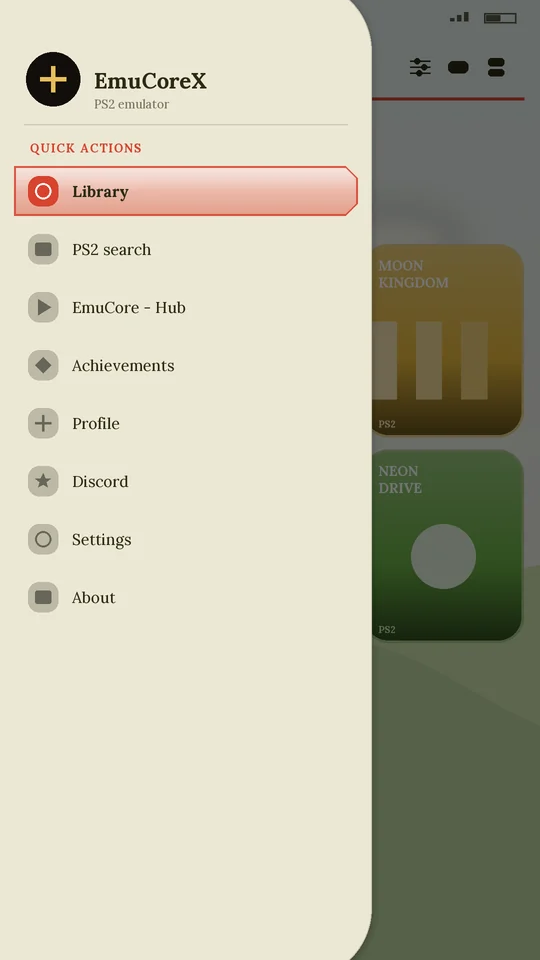 EmuCoreX
PS2 emulator
QUICK ACTIONS
Library
PS2 search
EmuCore - Hub
Achievements
Profile
Discord
Settings
About
MOON
KINGDOM
PS2
NEON
DRIVE
PS2